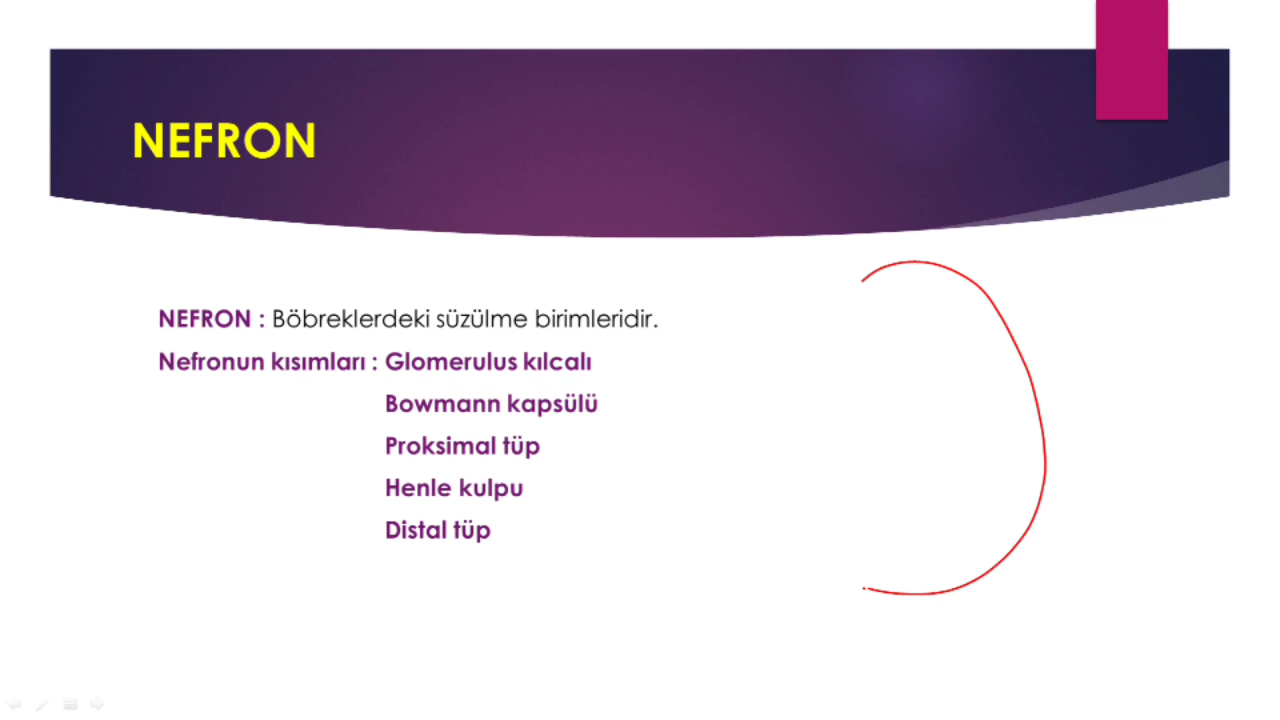 NEFRON
NEFRON : Böbreklerdeki süzülme birimleridir.
Nefronun kısımları : Glomerulus kılcalı
Bowmann kapsülü
Proksimal tüp
Henle kulpu
Distal tüp